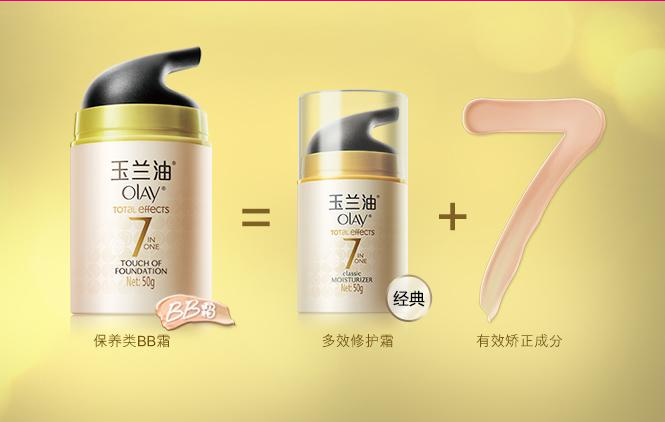 玉兰油®
OLAY®
TOTAL effects
7 IN ONE
TOUCH OF
FOUNDATION
Net: 50g
BB霜
保养类BB霜
=
玉兰油®
OLAY®
TOTAL effects
7 IN ONE
classic
MOISTURIZER
Net: 50g
经典
多效修护霜
+
7
有效矫正成分